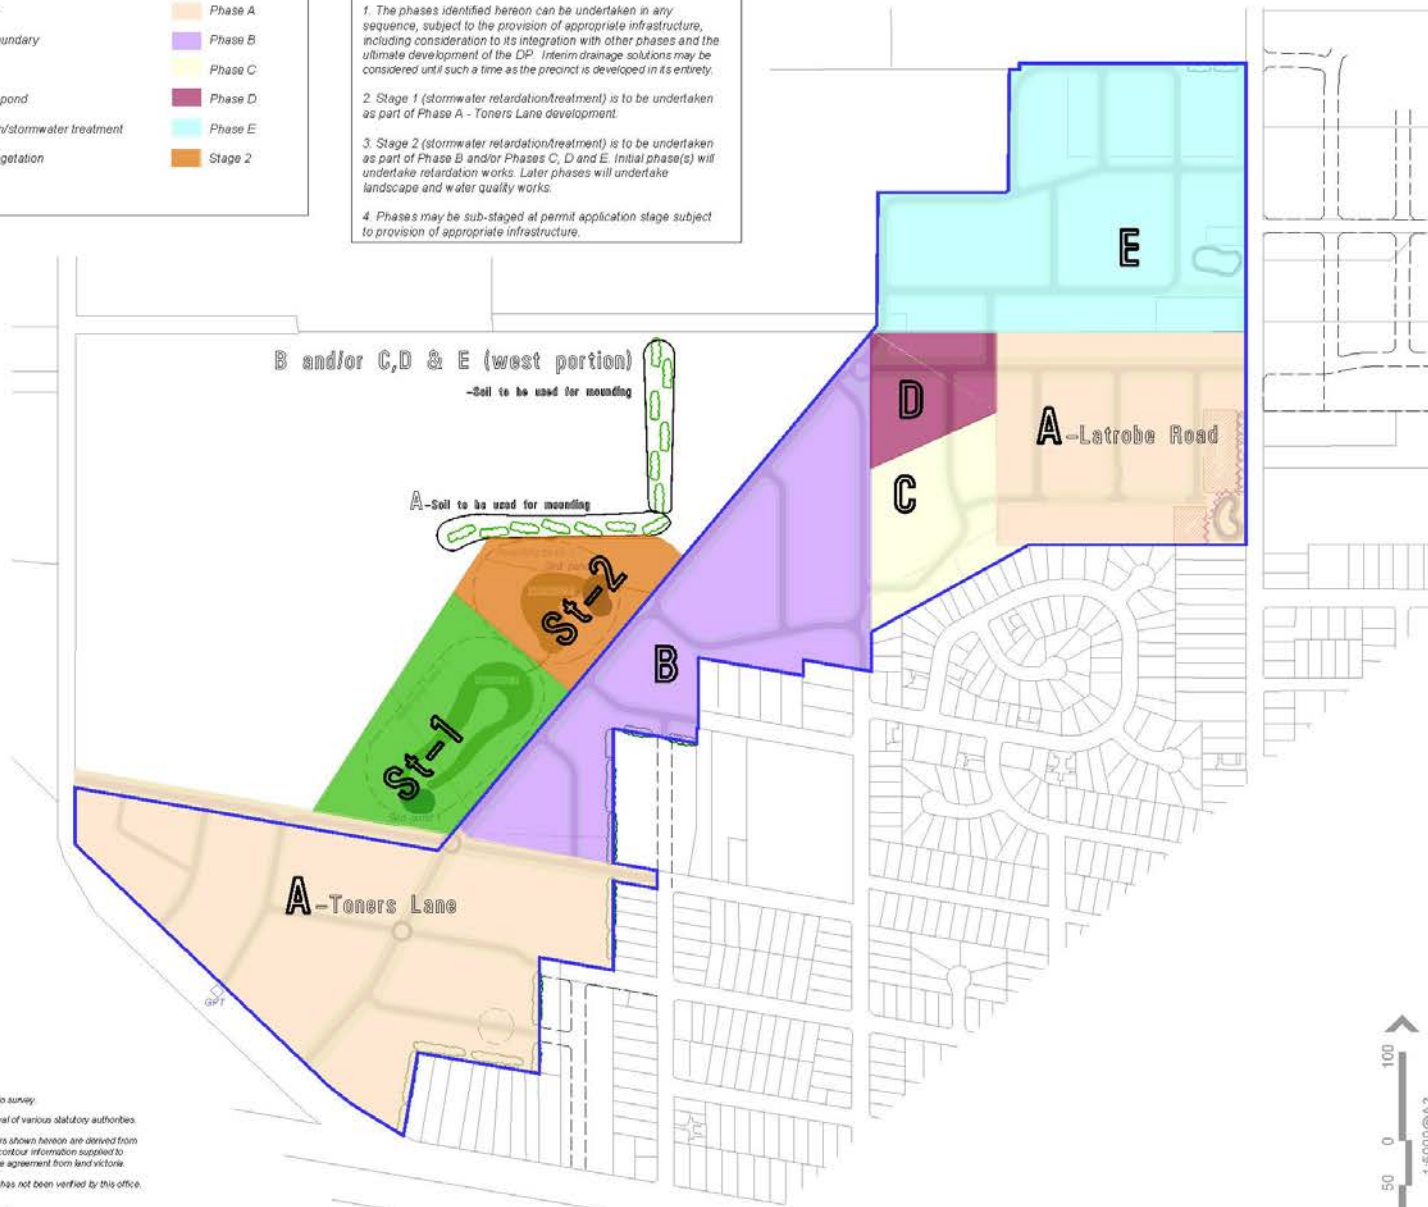 Phase A
undary
Phase B
Phase C
pond
Phase D
n/stormwater treatment
Phase E
getation
Stage 2
1. The phases identified hereon can be undertaken in any
sequence, subject to the provision of appropriate infrastructure,
including consideration to its integration with other phases and the
ultimate development of the DP. Interim drainage solutions may be
considered until such a time as the precinct is developed in its entirety.
2. Stage 1 (stormwater retardation/treatment) is to be undertaken
as part of Phase A - Toners Lane development.
3. Stage 2 (stormwater retardation/treatment) is to be undertaken
as part of Phase B and/or Phases C, D and E. Initial phase(s) will
undertake retardation works. Later phases will undertake
landscape and water quality works.
4. Phases may be sub-staged at permit application stage subject
to provision of appropriate infrastructure.
E
B and/or C,D & E (west portion)
-Soil to be used for mounding
D
A-Latrobe Road
C
A-Soil to be used for mounding
St-2
B
St-1
A-Toners Lane
GPT
o survey.
val of various statutory authorities.
rs shown hereon are derived from
contour information supplied to
e agreement from land victoria.
has not been verified by this office.
100
0
50
1:5000@A3